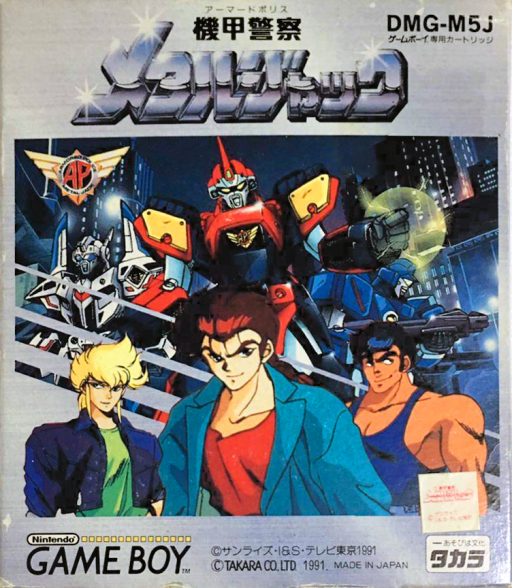 アーマードポリス
機甲警察
メタルジャック
DMG-M5J
ゲームボーイ専用カートリッジ
AP
Nintendo
GAME BOY™
©サンライズ・I&S・テレビ東京1991
©TAKARA CO.LTD 1991, MADE IN JAPAN
あそびは文化
タカラ